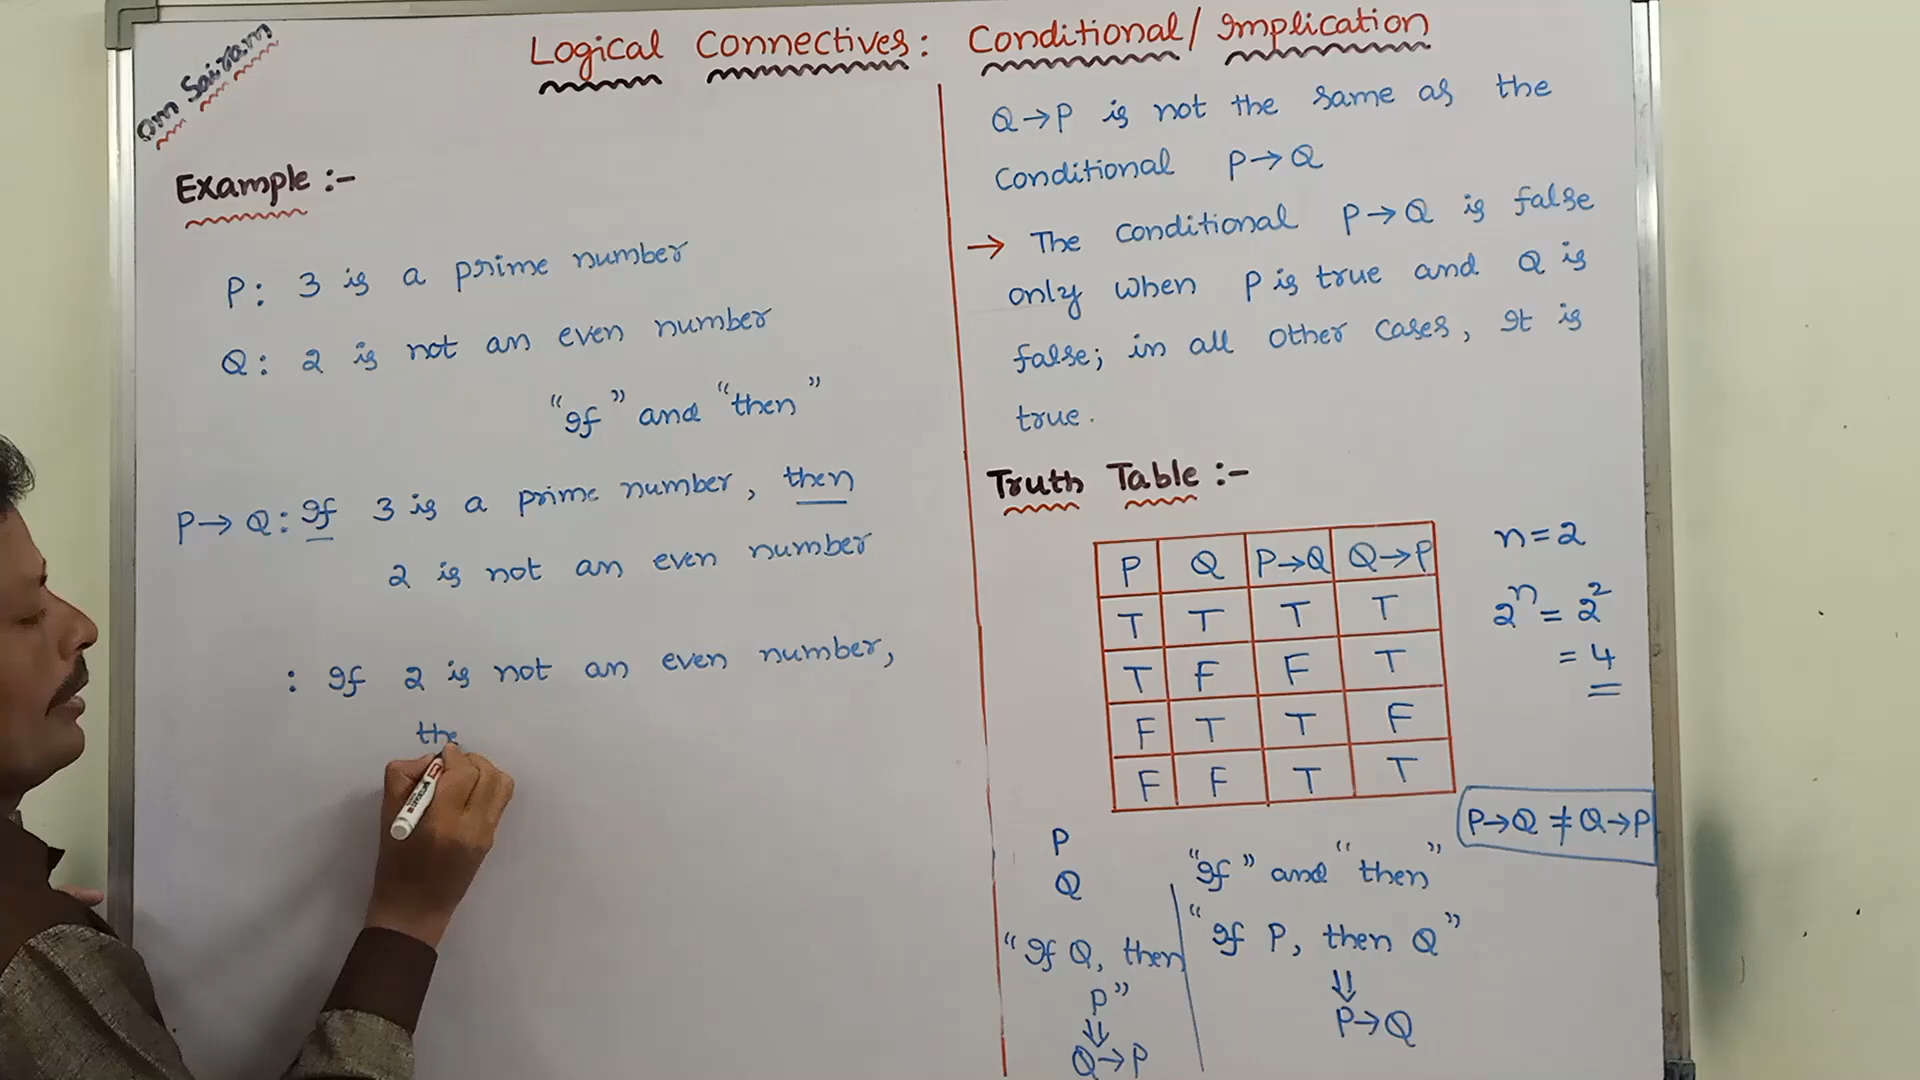 Om Sairam
Logical Connectives: Conditional/ Implication
Example :-
P: 3 is a prime number
Q: 2 is not an even number
"If" and "then"
P→Q: If 3 is a prime number, then
2 is not an even number
: If 2 is not an even number,
the
Q→P is not the same as the
Conditional P→Q
→ The Conditional P→Q is false
only when P is true and Q is
false; in all other cases, It is
true.
Truth Table :-
P Q P→Q Q→P
T T T T
T F F T
F T T F
F F T T
n=2
2ⁿ = 2²
= 4
P→Q ≠ Q→P
P
Q
"If Q, then
P"
⇓
Q→P
"If" and "then"
"If P, then Q"
⇓
P→Q